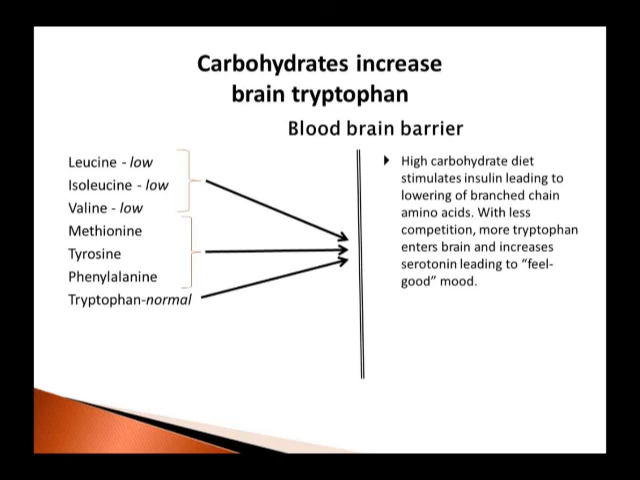 Carbohydrates increase
brain tryptophan
Blood brain barrier
Leucine - low
Isoleucine - low
Valine - low
Methionine
Tyrosine
Phenylalanine
Tryptophan-normal
High carbohydrate diet
stimulates insulin leading to
lowering of branched chain
amino acids. With less
competition, more tryptophan
enters brain and increases
serotonin leading to “feel-
good” mood.